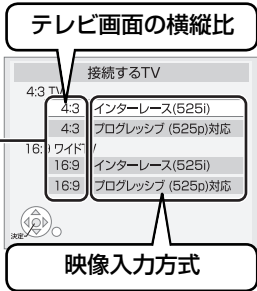 テレビ画面の横縦比
接続するTV
4:3 TV
4:3 インターレース(525i)
4:3 プログレッシブ (525p)対応
16:9 ワイドTV
16:9 インターレース(525i)
16:9 プログレッシブ (525p)対応
決定
映像入力方式